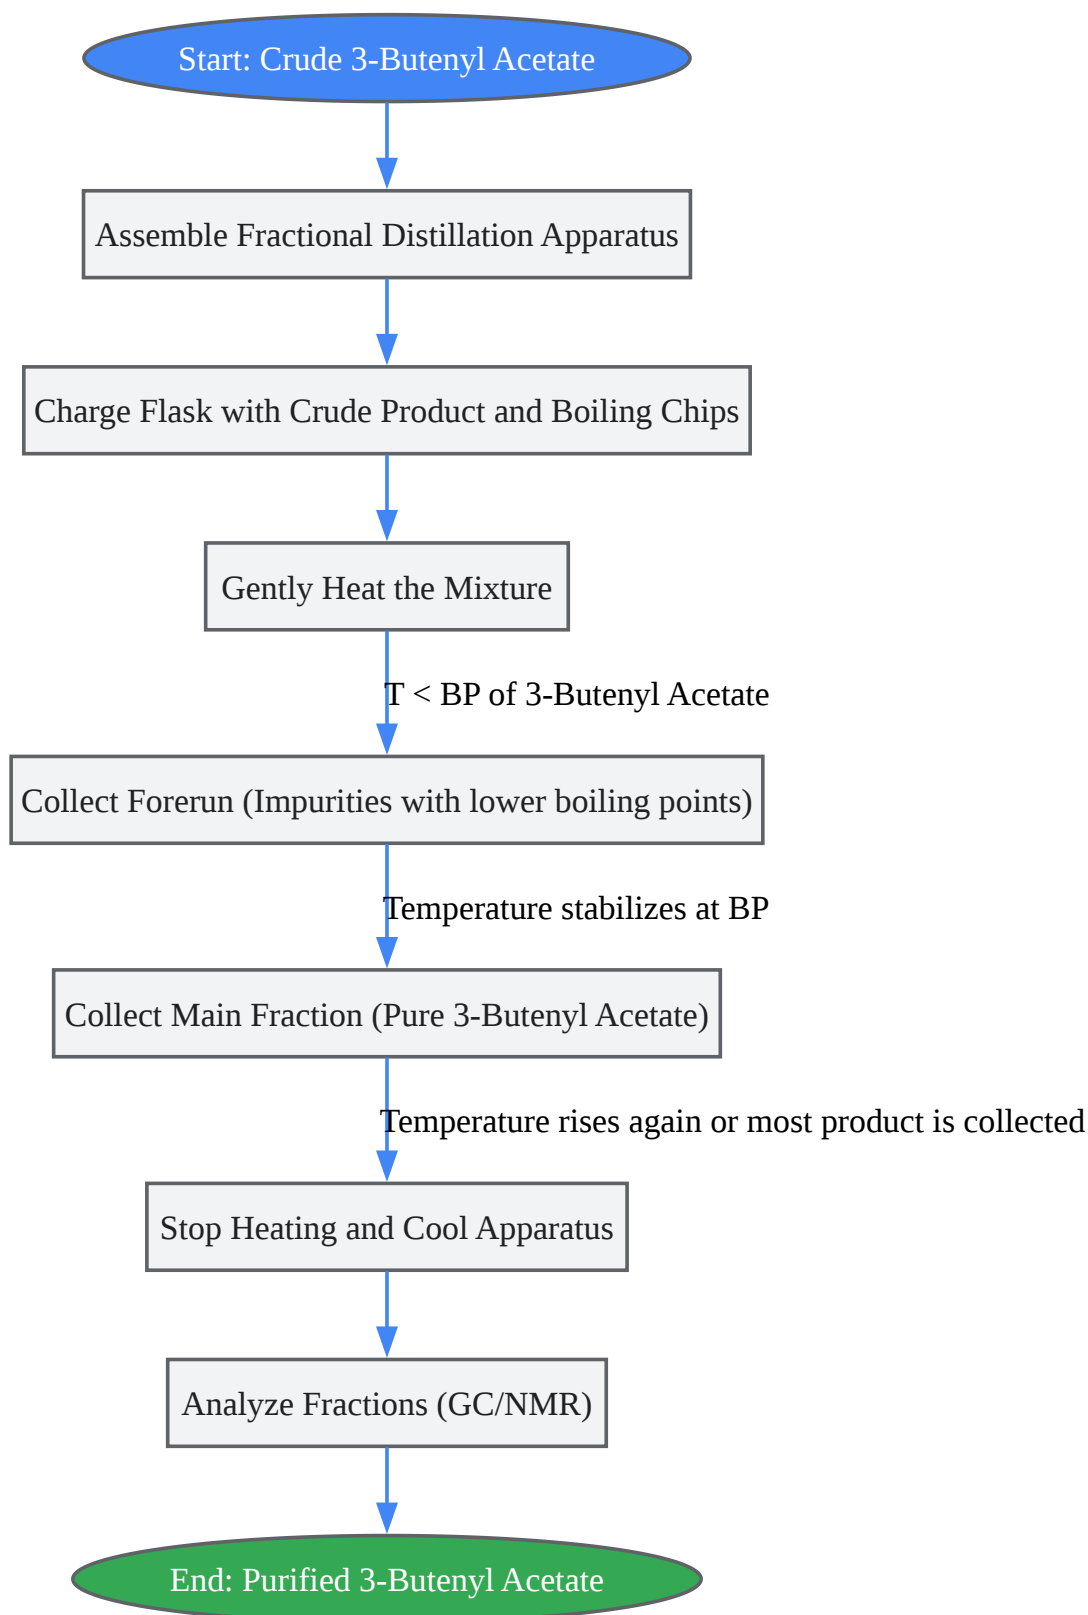 Start: Crude 3-Butenyl Acetate
Assemble Fractional Distillation Apparatus
Charge Flask with Crude Product and Boiling Chips
Gently Heat the Mixture
T < BP of 3-Butenyl Acetate
Collect Forerun (Impurities with lower boiling points)
Temperature stabilizes at BP
Collect Main Fraction (Pure 3-Butenyl Acetate)
Temperature rises again or most product is collected
Stop Heating and Cool Apparatus
Analyze Fractions (GC/NMR)
End: Purified 3-Butenyl Acetate